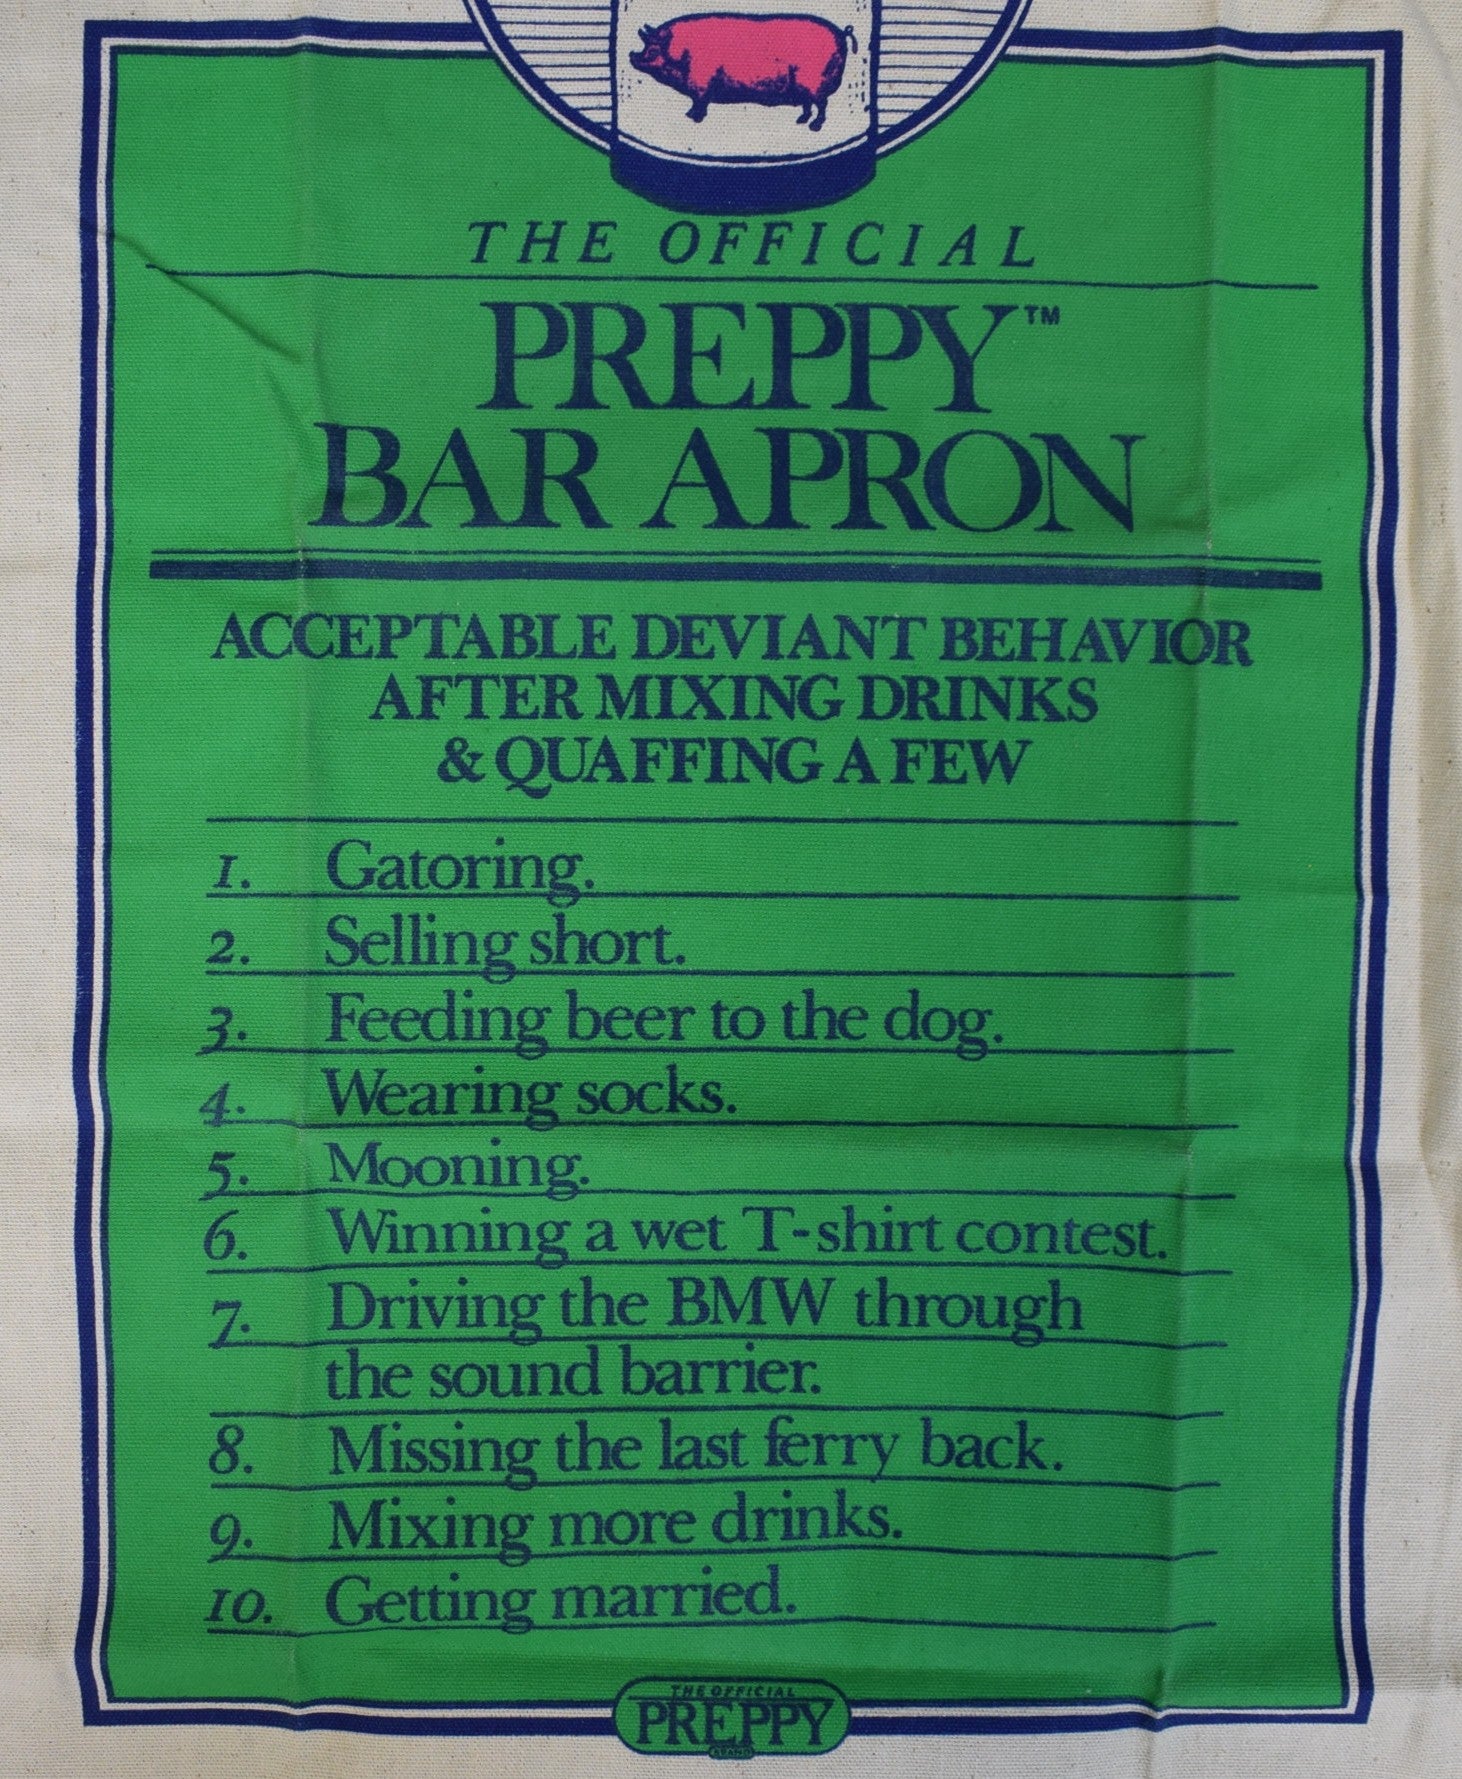 THE OFFICIAL
PREPPY™
BAR APRON
ACCEPTABLE DEVIANT BEHAVIOR
AFTER MIXING DRINKS
& QUAFFING A FEW
1. Gatoring.
2. Selling short.
3. Feeding beer to the dog.
4. Wearing socks.
5. Mooning.
6. Winning a wet T-shirt contest.
7. Driving the BMW through
the sound barrier.
8. Missing the last ferry back.
9. Mixing more drinks.
10. Getting married.
THE OFFICIAL
PREPPY
BRAND